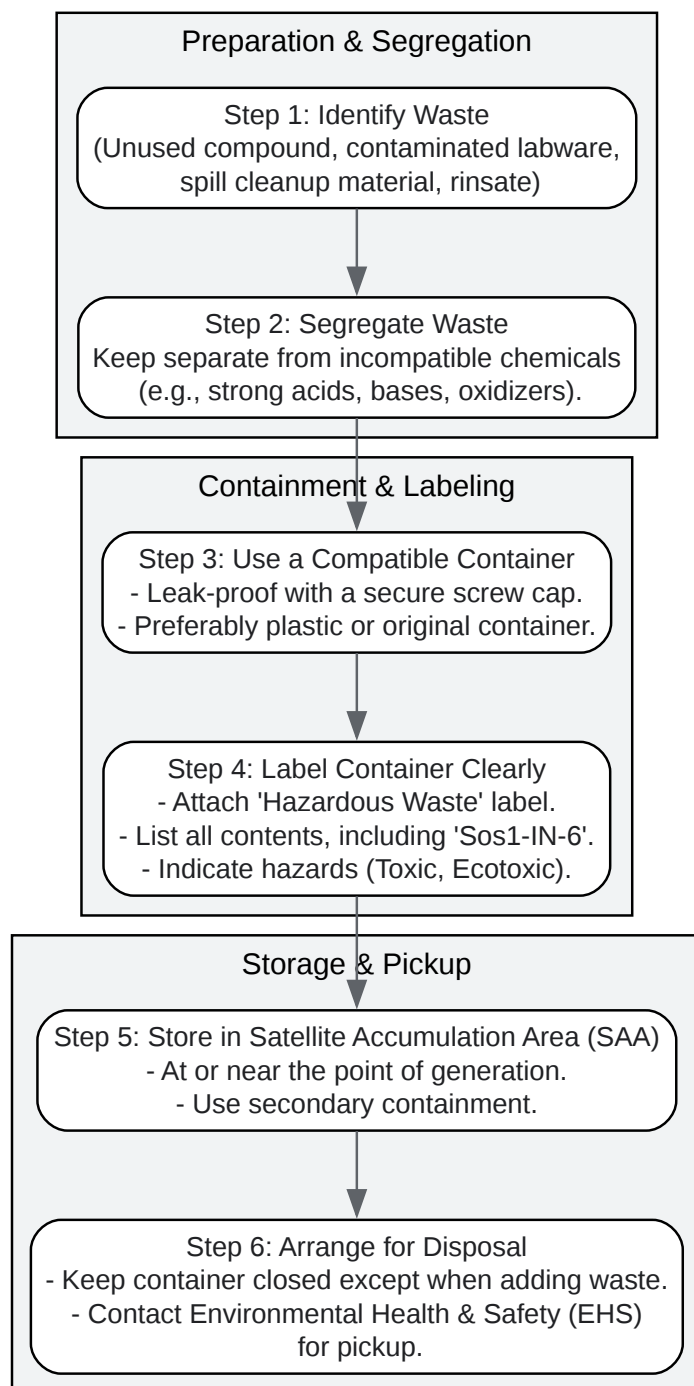 Preparation & Segregation
Step 1: Identify Waste
(Unused compound, contaminated labware,
spill cleanup material, rinsate)
Step 2: Segregate Waste
Keep separate from incompatible chemicals
(e.g., strong acids, bases, oxidizers).
Containment & Labeling
Step 3: Use a Compatible Container
- Leak-proof with a secure screw cap.
- Preferably plastic or original container.
Step 4: Label Container Clearly
- Attach 'Hazardous Waste' label.
- List all contents, including 'Sos1-IN-6'.
- Indicate hazards (Toxic, Ecotoxic).
Storage & Pickup
Step 5: Store in Satellite Accumulation Area (SAA)
- At or near the point of generation.
- Use secondary containment.
Step 6: Arrange for Disposal
- Keep container closed except when adding waste.
- Contact Environmental Health & Safety (EHS)
for pickup.